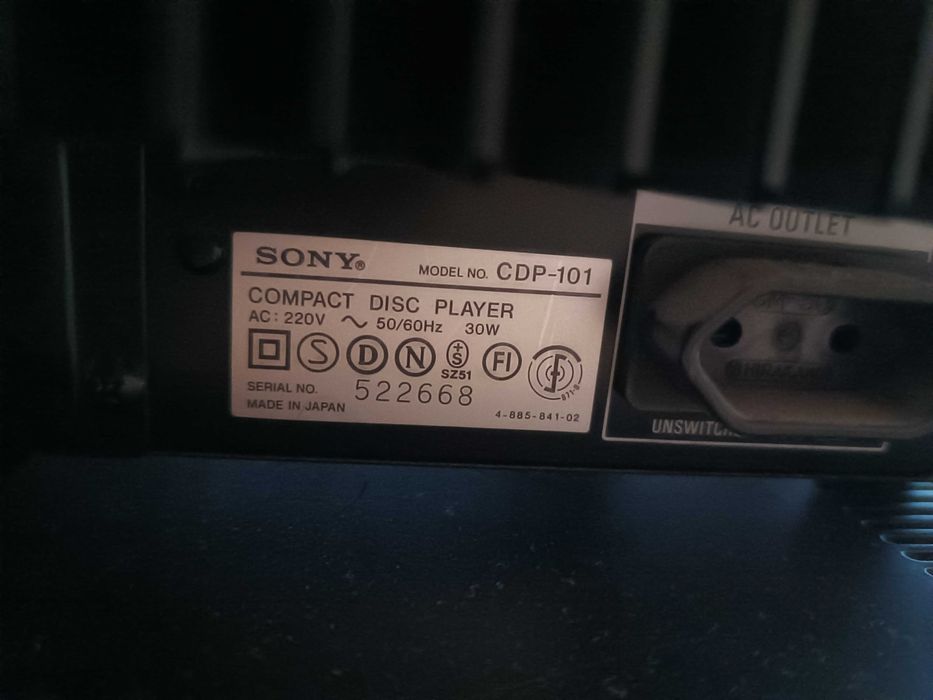 SONY®
MODEL NO. CDP-101
COMPACT DISC PLAYER
AC: 220V ~ 50/60Hz 30W
S D N +S FI
SZ51
SERIAL NO. 522668
MADE IN JAPAN
4-885-841-02
AC OUTLET